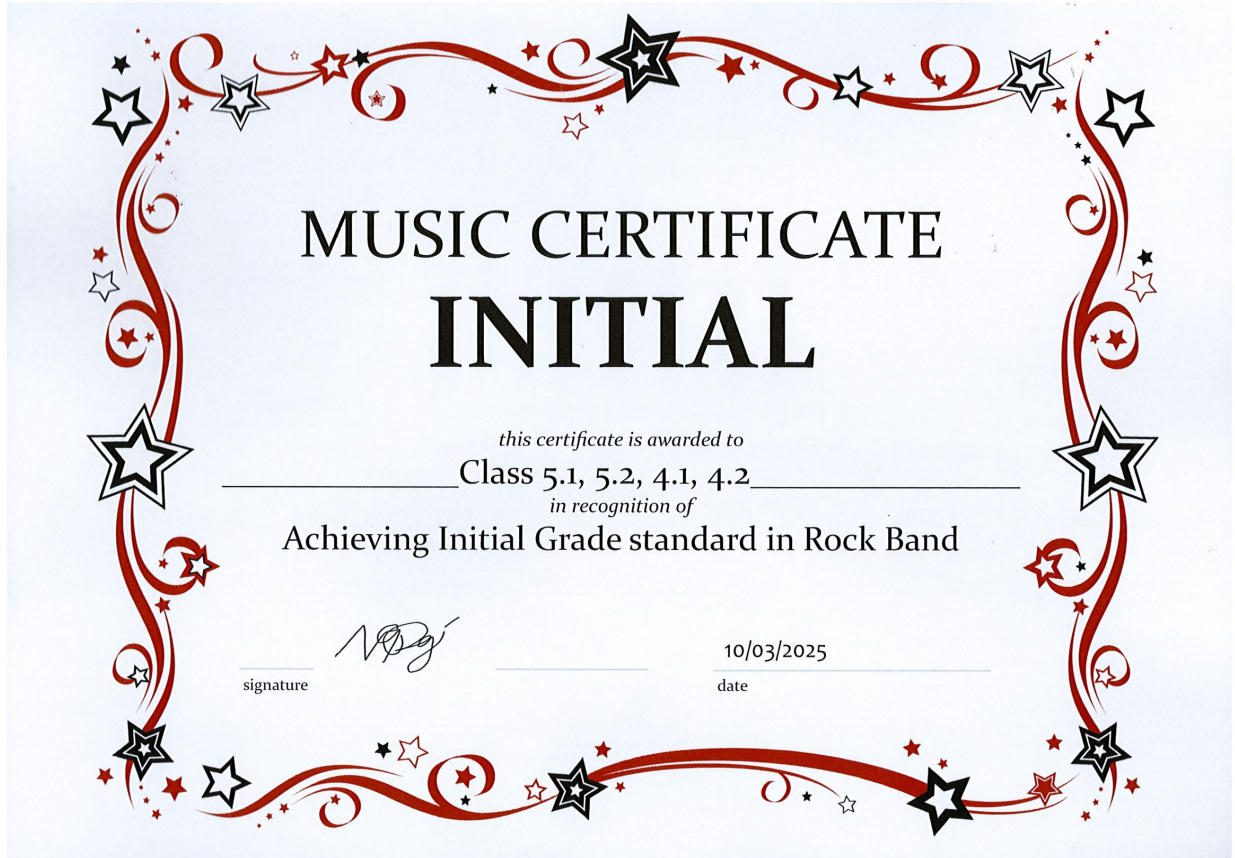 MUSIC CERTIFICATE
INITIAL
this certificate is awarded to
Class 5.1, 5.2, 4.1, 4.2
in recognition of
Achieving Initial Grade standard in Rock Band
10/03/2025
signature
date